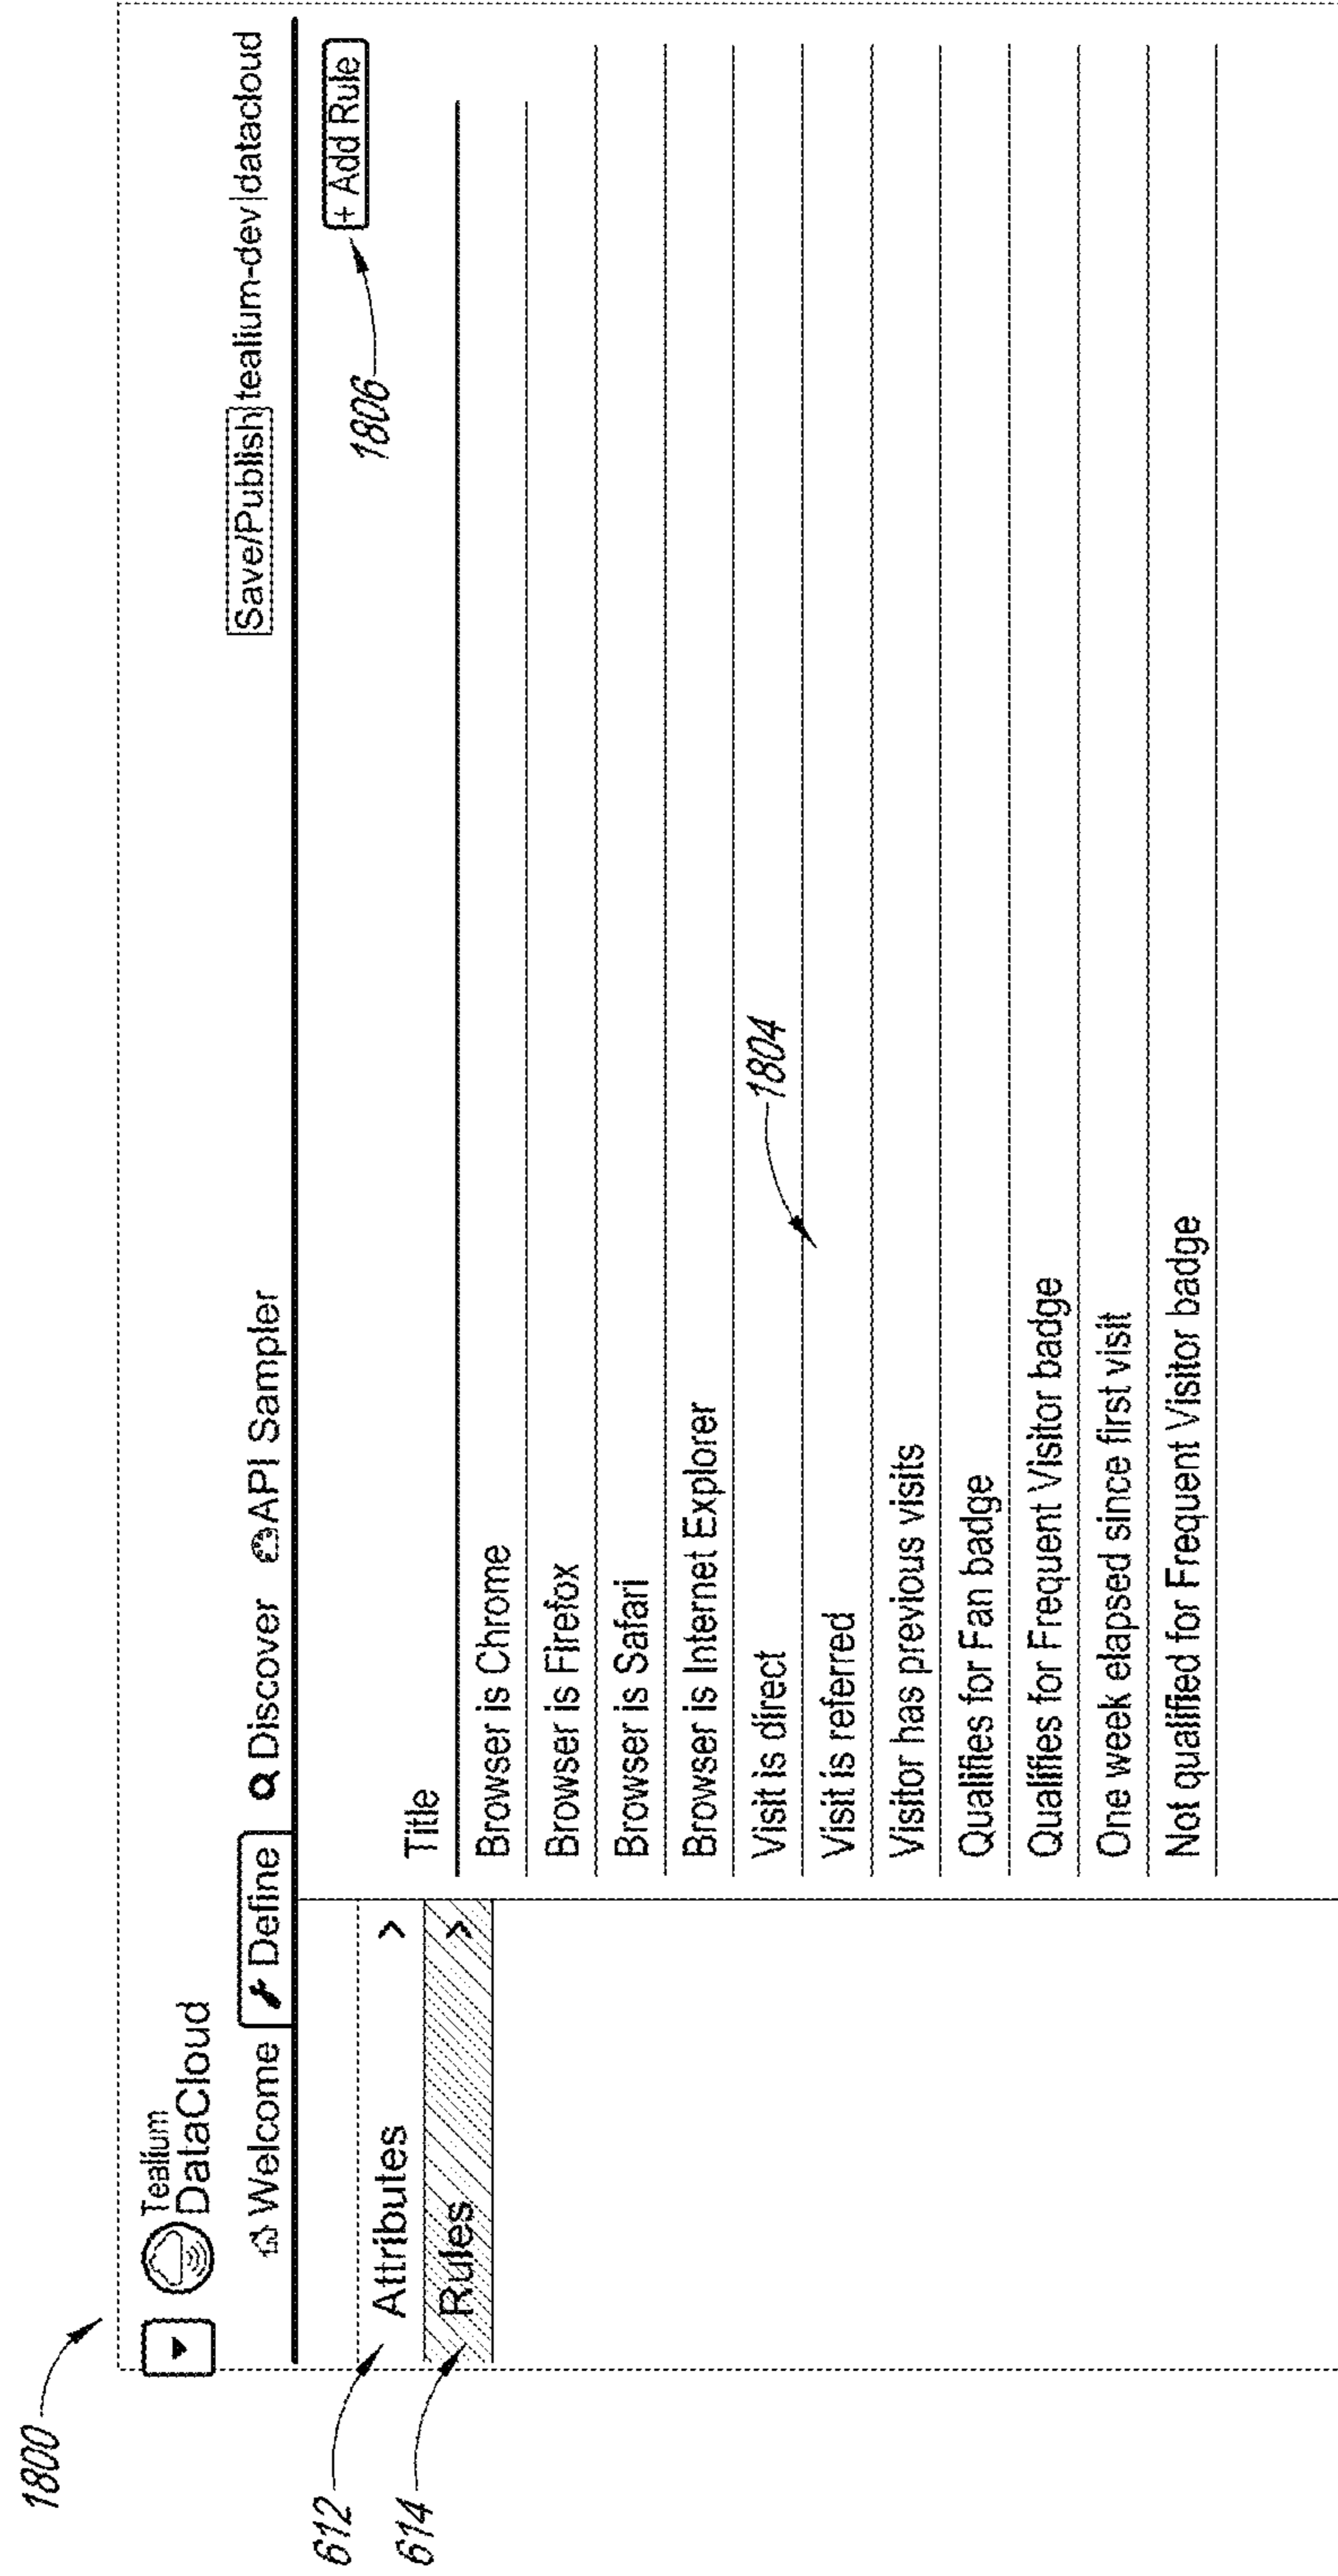 1800
Tealium
DataCloud
Save/Publish tealium-dev|datacloud
Welcome Define Discover API Sampler
612
Attributes >
614
Rules >
+ Add Rule
1806
Title
Browser is Chrome
Browser is Firefox
Browser is Safari
Browser is Internet Explorer
Visit is direct
1804
Visit is referred
Visitor has previous visits
Qualifies for Fan badge
Qualifies for Frequent Visitor badge
One week elapsed since first visit
Not qualified for Frequent Visitor badge